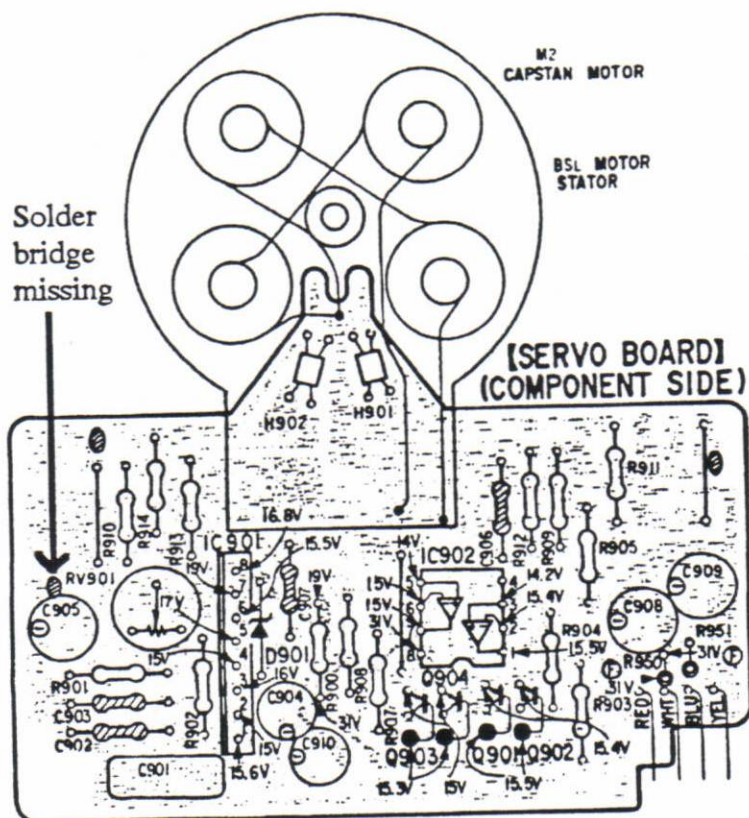 M2
CAPSTAN MOTOR
BSL MOTOR
STATOR
Solder
bridge
missing
【SERVO BOARD】
(COMPONENT SIDE)
H902
H901
R910
R914
R913
16.8V
IC901
15.5V
19V
8
7
6
5
4
3
2
RV901
C905
17V
15V
R901
C903
C902
C901
R902
15.6V
C907
D901
16V
C904
15V
C910
19V
R900
R908
31V
R907
14V
IC902
15V
15V
31V
5
6
8
4
3
2
1
14.2V
15.4V
15.5V
C906
R912
R909
R905
R911
R904
R903
Q904
Q903
Q901
Q902
15.3V
15V
15.5V
15.4V
C908
C909
R951
R950
31V
31V
RED
WHT
BLU
YEL